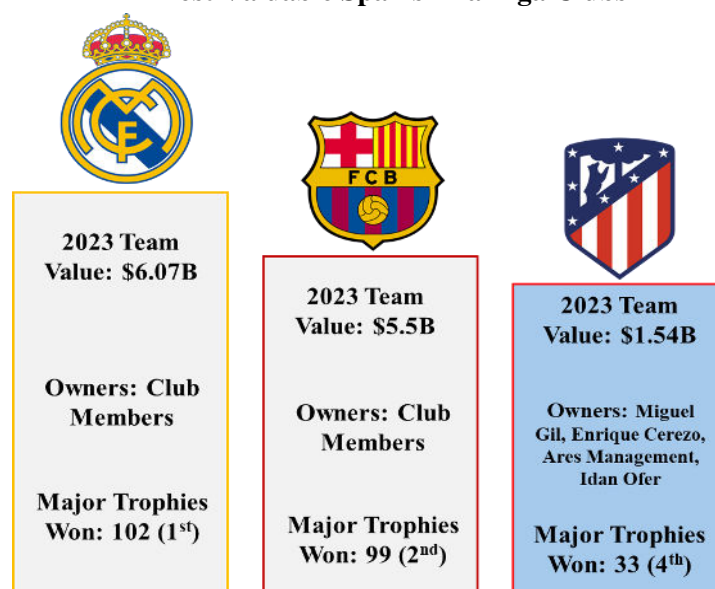 2023 Team
Value: $6.07B
Owners: Club
Members
Major Trophies
Won: 102 (1st)
FCB
2023 Team
Value: $5.5B
Owners: Club
Members
Major Trophies
Won: 99 (2nd)
2023 Team
Value: $1.54B
Owners: Miguel
Gil, Enrique Cerezo,
Ares Management,
Idan Ofer
Major Trophies
Won: 33 (4th)